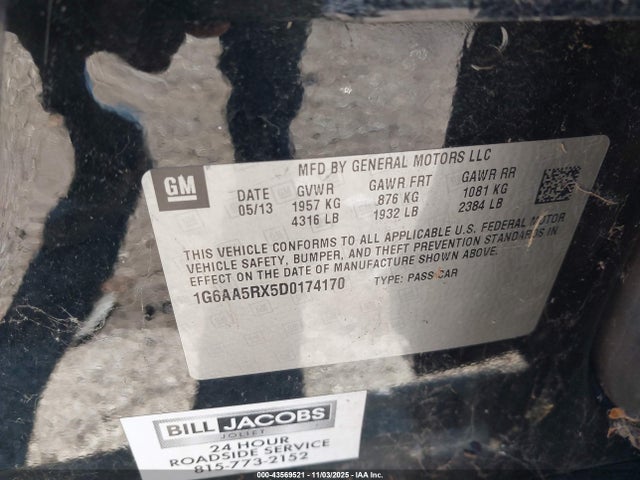 MFD BY GENERAL MOTORS LLC
GM
DATE GVWR GAWR FRT GAWR RR
05/13 1957 KG 876 KG 1081 KG
4316 LB 1932 LB 2384 LB
THIS VEHICLE CONFORMS TO ALL APPLICABLE U.S. FEDERAL MOTOR
VEHICLE SAFETY, BUMPER, AND THEFT PREVENTION STANDARDS IN
EFFECT ON THE DATE OF MANUFACTURE SHOWN ABOVE.
1G6AA5RX5D0174170 TYPE: PASS CAR
BILL JACOBS
JOLIET
24 HOUR
ROADSIDE SERVICE
815-773-2152
00-43569521 - 11/03/2025 - IAA Inc.